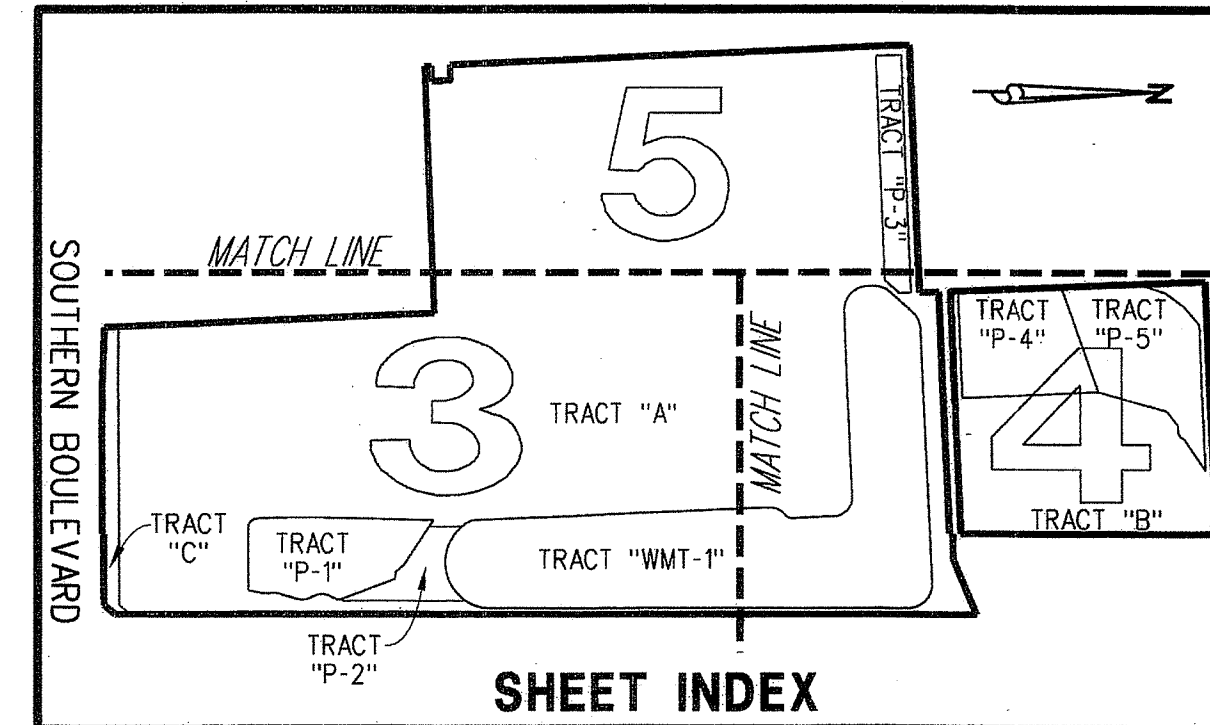 5
TRACT "P-3"
N
SOUTHERN BOULEVARD
MATCH LINE
TRACT
"P-4"
TRACT
"P-5"
4
TRACT "B"
3
TRACT "A"
MATCH LINE
TRACT
"C"
TRACT
"P-1"
TRACT "WMT-1"
TRACT
"P-2"
SHEET INDEX